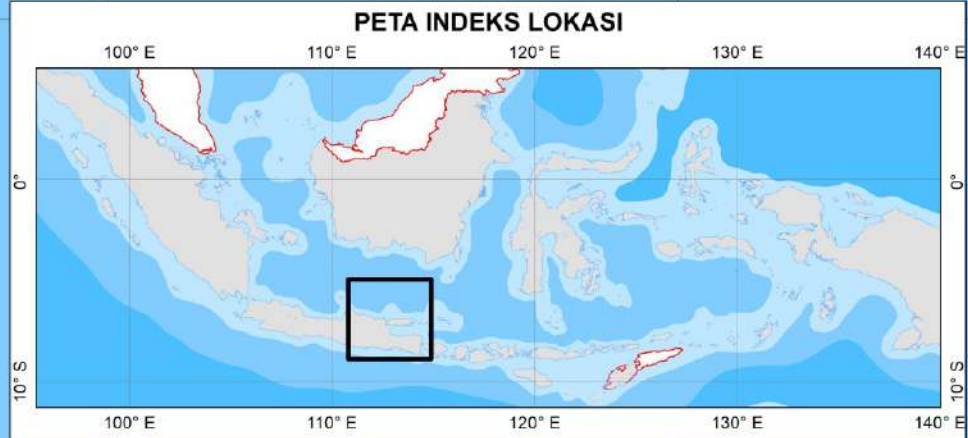 PETA INDEKS LOKASI
100° E 110° E 120° E 130° E 140° E
0° 0°
10° S 10° S
100° E 110° E 120° E 130° E 140° E